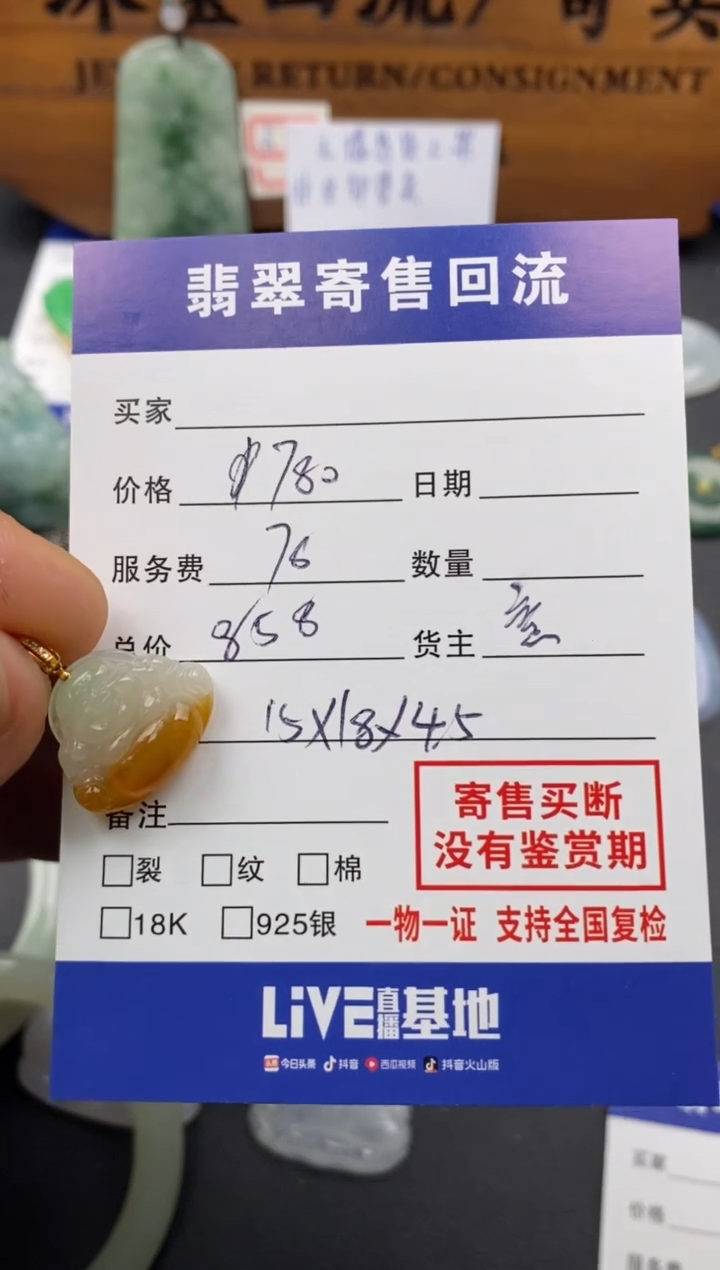 RETURN/CONSIGNMENT
翡翠寄售回流
买家
价格 780 日期
服务费 76 数量
总价 858 货主
15X18X4.5
备注
寄售买断
没有鉴赏期
裂 纹 棉
18K 925银
一物一证 支持全国复检
LiVE直播基地
今日头条 抖音 西瓜视频 抖音火山版
买家
价格
服务费